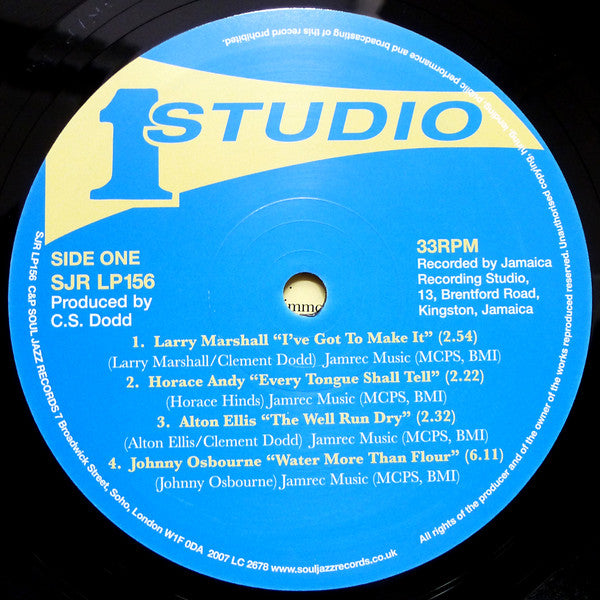 1 STUDIO
SIDE ONE
SJR LP156
Produced by
C.S. Dodd
33RPM
Recorded by Jamaica
Recording Studio,
13, Brentford Road,
Kingston, Jamaica
1. Larry Marshall “I’ve Got To Make It” (2.54)
(Larry Marshall/Clement Dodd) Jamrec Music (MCPS, BMI)
2. Horace Andy “Every Tongue Shall Tell” (2.22)
(Horace Hinds) Jamrec Music (MCPS, BMI)
3. Alton Ellis “The Well Run Dry” (2.32)
(Alton Ellis/Clement Dodd) Jamrec Music (MCPS, BMI)
4. Johnny Osbourne “Water More Than Flour” (6.11)
(Johnny Osbourne) Jamrec Music (MCPS, BMI)
SJR LP156 C&P SOUL JAZZ RECORDS 7 Broadwick Street, Soho, London W1F 0DA 2007 LC 2678 www.souljazzrecords.co.uk
All rights of the producer and of the owner of the works reproduced reserved. Unauthorised copying, hiring, lending, public performance and broadcasting of this record prohibited.